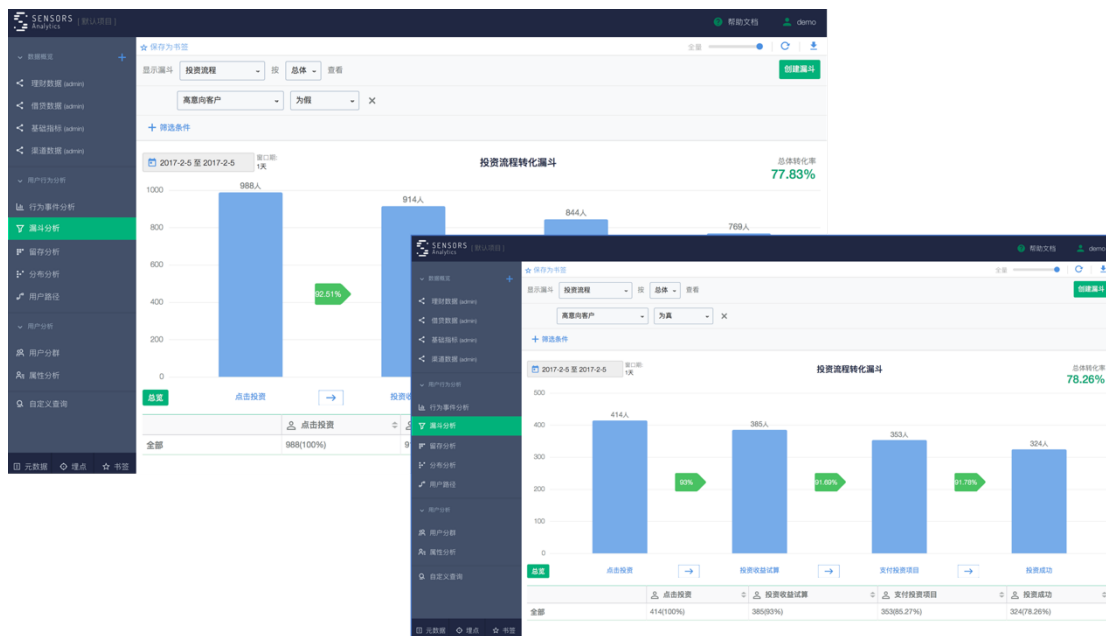 SENSORS Analytics [默认项目]
帮助文档 demo
数据概览 +
理财数据 (admin)
借贷数据 (admin)
基础指标 (admin)
渠道数据 (admin)
用户行为分析
行为事件分析
漏斗分析
留存分析
分布分析
用户路径
用户分析
用户分群
属性分析
自定义查询
元数据 埋点 书签
保存为书签
全量
显示漏斗 投资流程 按 总体 查看
创建漏斗
高意向客户 为假 ×
+ 筛选条件
2017-2-5 至 2017-2-5
窗口期:
1天
投资流程转化漏斗
总体转化率
77.83%
1000
800
600
400
200
0
988人
914人
844人
769人
92.51%
总览 点击投资 → 投资收
点击投资
全部 988(100%) 9
SENSORS Analytics [默认项目]
帮助文档 demo
数据概览 +
理财数据 (admin)
借贷数据 (admin)
基础指标 (admin)
渠道数据 (admin)
用户行为分析
行为事件分析
漏斗分析
留存分析
分布分析
用户路径
用户分析
用户分群
属性分析
自定义查询
元数据 埋点 书签
保存为书签
全量
显示漏斗 投资流程 按 总体 查看
创建漏斗
高意向客户 为真 ×
+ 筛选条件
2017-2-5 至 2017-2-5
窗口期:
1天
投资流程转化漏斗
总体转化率
78.26%
500
400
300
200
100
0
414人
385人
353人
324人
93%
91.69%
91.78%
总览 点击投资 → 投资收益试算 → 支付投资项目 → 投资成功
点击投资 投资收益试算 支付投资项目 投资成功
全部 414(100%) 385(93%) 353(85.27%) 324(78.26%)